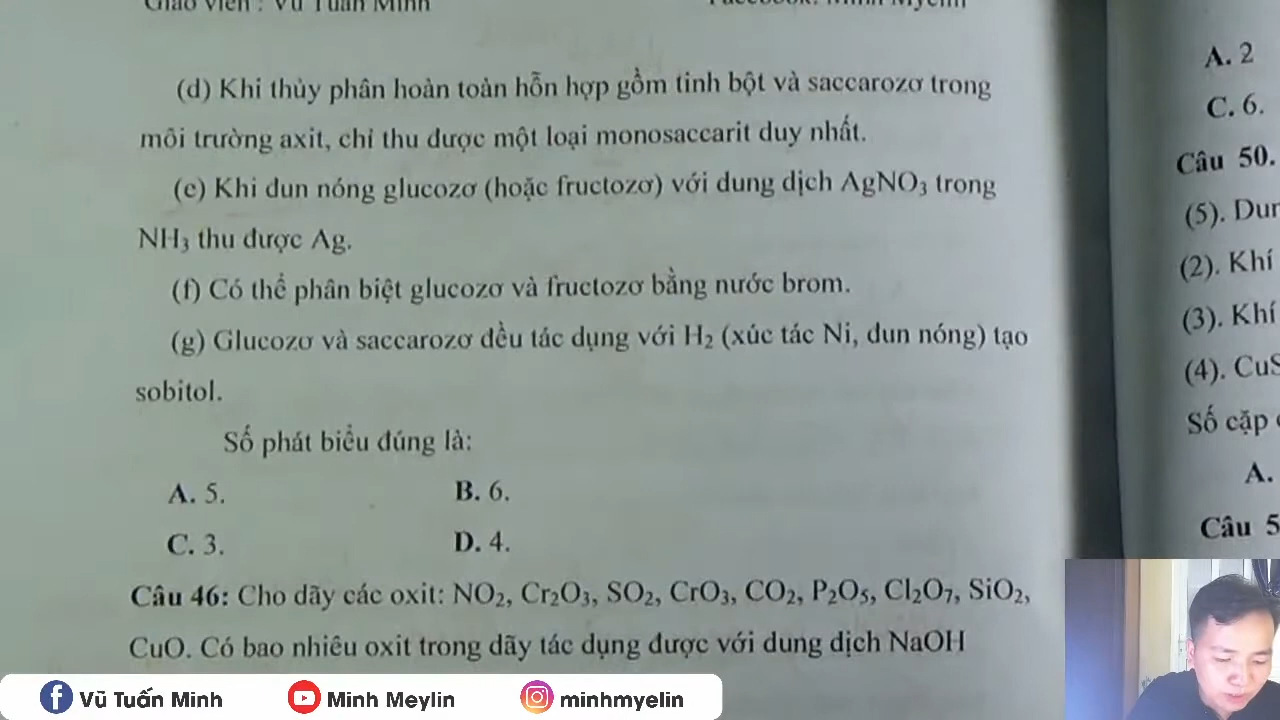 Giáo viên : Vũ Tuấn Minh
(d) Khi thủy phân hoàn toàn hỗn hợp gồm tinh bột và saccarozơ trong
môi trường axit, chỉ thu được một loại monosaccarit duy nhất.
(e) Khi đun nóng glucozơ (hoặc fructozơ) với dung dịch AgNO₃ trong
NH₃ thu được Ag.
(f) Có thể phân biệt glucozơ và fructozơ bằng nước brom.
(g) Glucozơ và saccarozơ đều tác dụng với H₂ (xúc tác Ni, đun nóng) tạo
sobitol.
Số phát biểu đúng là:
A. 5.
B. 6.
C. 3.
D. 4.
Câu 46: Cho dãy các oxit: NO₂, Cr₂O₃, SO₂, CrO₃, CO₂, P₂O₅, Cl₂O₇, SiO₂,
CuO. Có bao nhiêu oxit trong dãy tác dụng được với dung dịch NaOH
A. 2
C. 6.
Câu 50.
(5). Dun
(2). Khí
(3). Khí
(4). CuS
Số cặp
A.
Câu 5
Vũ Tuấn Minh
Minh Meylin
minhmyelin